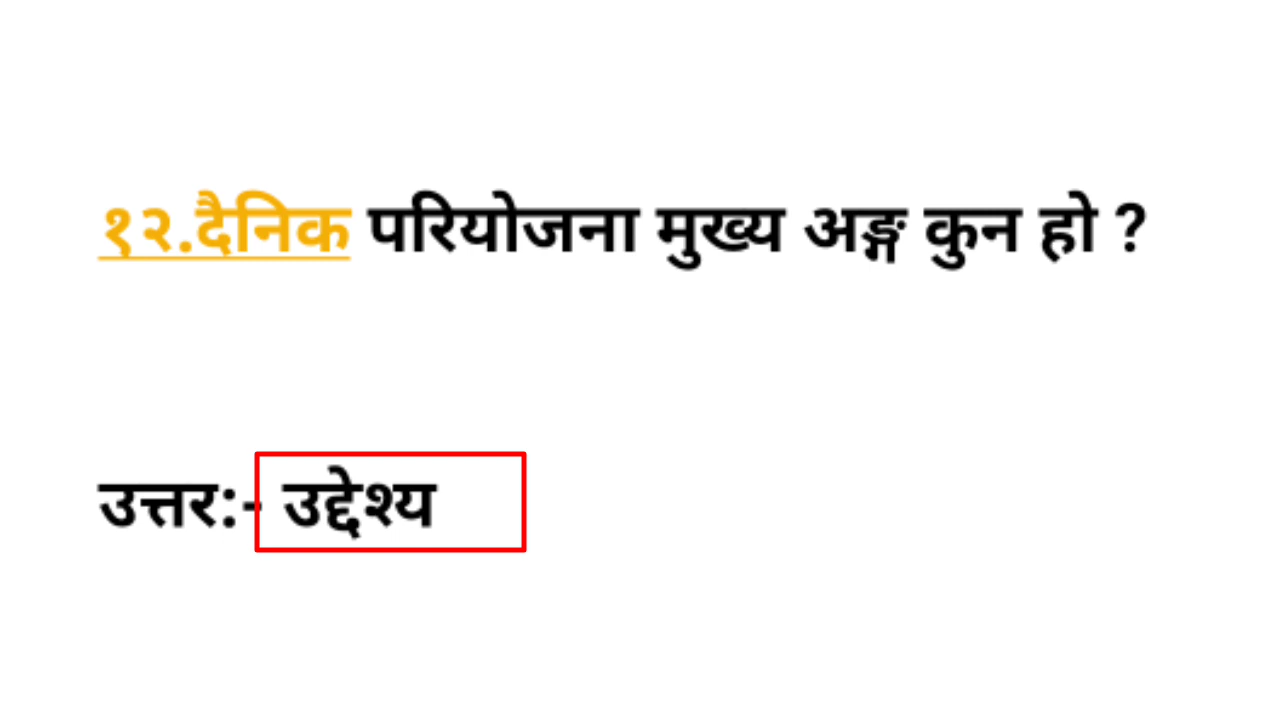 १२.दैनिक परियोजना मुख्य अङ्ग कुन हो ?
उत्तर:- उद्देश्य